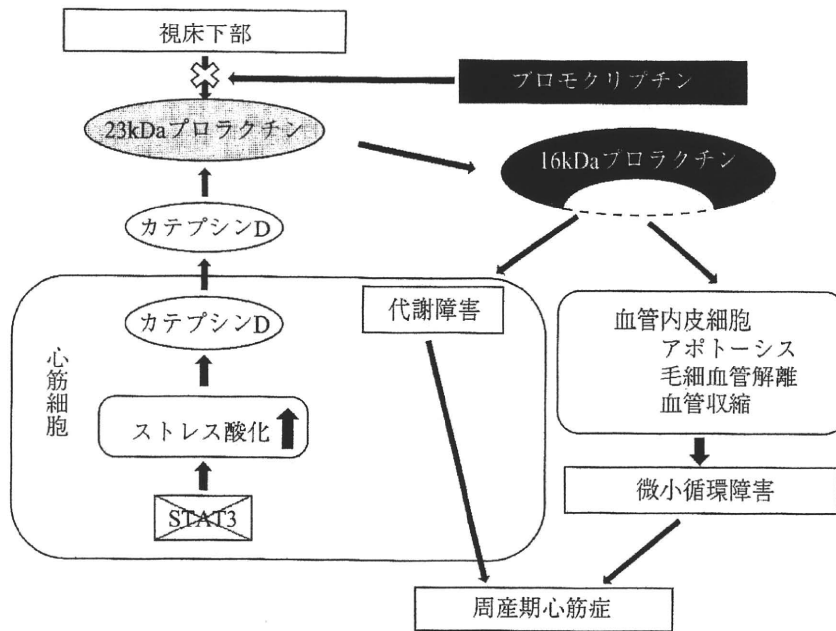 視床下部
ブロモクリプチン
23kDaプロラクチン
16kDaプロラクチン
カテプシンD
カテプシンD
代謝障害
血管内皮細胞
アポトーシス
毛細血管解離
血管収縮
心筋細胞
ストレス酸化
STAT3
微小循環障害
周産期心筋症